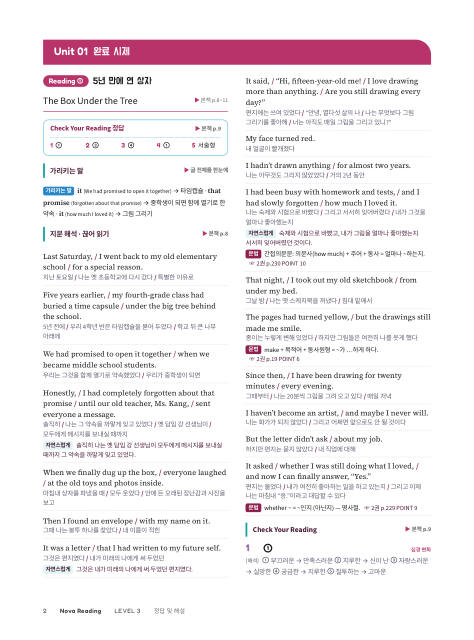 Unit 01 완료 시제
Reading ① 5년 만에 연 상자
The Box Under the Tree ▶ 본책 p.8~11
Check Your Reading 정답 ▶ 본책 p.9
1 2 3 4 5 서술형
가리키는 말 ▶ 글 전체를 한눈에
가리키는 말 it (We had promised to open it together) → 타임캡슐 · that
promise (forgotten about that promise) → 중학생이 되면 함께 열기로 한
약속 · it (how much I loved it) → 그림 그리기
지문 해석 · 끊어 읽기 ▶ 본책 p.8
Last Saturday, / I went back to my old elementary
school / for a special reason.
지난 토요일 / 나는 옛 초등학교에 다시 갔다 / 특별한 이유로
Five years earlier, / my fourth-grade class had
buried a time capsule / under the big tree behind
the school.
5년 전에 / 우리 4학년 반은 타임캡슐을 묻어 두었다 / 학교 뒤 큰 나무
아래에
We had promised to open it together / when we
became middle school students.
우리는 그것을 함께 열기로 약속했었다 / 우리가 중학생이 되면
Honestly, / I had completely forgotten about that
promise / until our old teacher, Ms. Kang, / sent
everyone a message.
솔직히 / 나는 그 약속을 까맣게 잊고 있었다 / 옛 담임 강 선생님이 /
모두에게 메시지를 보내실 때까지
자연스럽게 솔직히 나는 옛 담임 강 선생님이 모두에게 메시지를 보내실
때까지 그 약속을 까맣게 잊고 있었다.
When we finally dug up the box, / everyone laughed
/ at the old toys and photos inside.
마침내 상자를 파냈을 때 / 모두 웃었다 / 안에 든 오래된 장난감과 사진을
보고
Then I found an envelope / with my name on it.
그때 나는 봉투 하나를 찾았다 / 내 이름이 적힌
It was a letter / that I had written to my future self.
그것은 편지였다 / 내가 미래의 나에게 써 두었던
자연스럽게 그것은 내가 미래의 나에게 써 두었던 편지였다.
It said, / “Hi, fifteen-year-old me! / I love drawing
more than anything. / Are you still drawing every
day?”
편지에는 쓰여 있었다 / “안녕, 열다섯 살의 나 / 나는 무엇보다 그림
그리기를 좋아해 / 너는 아직도 매일 그림을 그리고 있니?”
My face turned red.
내 얼굴이 빨개졌다
I hadn’t drawn anything / for almost two years.
나는 아무것도 그리지 않았었다 / 거의 2년 동안
I had been busy with homework and tests, / and I
had slowly forgotten / how much I loved it.
나는 숙제와 시험으로 바빴고 / 그리고 서서히 잊어버렸다 / 내가 그것을
얼마나 좋아했는지
자연스럽게 숙제와 시험으로 바빴고, 내가 그림을 얼마나 좋아했는지
서서히 잊어버렸던 것이다.
문법 간접의문문: 의문사(how much) + 주어 + 동사 = 얼마나 ~하는지.
2권 p.230 POINT 10
That night, / I took out my old sketchbook / from
under my bed.
그날 밤 / 나는 옛 스케치북을 꺼냈다 / 침대 밑에서
The pages had turned yellow, / but the drawings still
made me smile.
종이는 누렇게 변해 있었다 / 하지만 그림들은 여전히 나를 웃게 했다
문법 make + 목적어 + 동사원형 = ~가 … 하게 하다.
2권 p.19 POINT 6
Since then, / I have been drawing for twenty
minutes / every evening.
그때부터 / 나는 20분씩 그림을 그려 오고 있다 / 매일 저녁
I haven’t become an artist, / and maybe I never will.
나는 화가가 되지 않았다 / 그리고 어쩌면 앞으로도 안 될 것이다
But the letter didn’t ask / about my job.
하지만 편지는 묻지 않았다 / 내 직업에 대해
It asked / whether I was still doing what I loved, /
and now I can finally answer, “Yes.”
편지는 물었다 / 내가 여전히 좋아하는 일을 하고 있는지 / 그리고 이제
나는 마침내 “응.”이라고 대답할 수 있다
문법 whether ~ = ~인지 (아닌지) — 명사절. 2권 p.229 POINT 9
Check Your Reading ▶ 본책 p.9
1 ① 심경 변화
[해석] ① 부끄러운 → 만족스러운 ② 지루한 → 신이 난 ③ 자랑스러운
→ 실망한 ④ 궁금한 → 지루한 ⑤ 질투하는 → 고마운
2 Nova Reading LEVEL 3 정답 및 해설